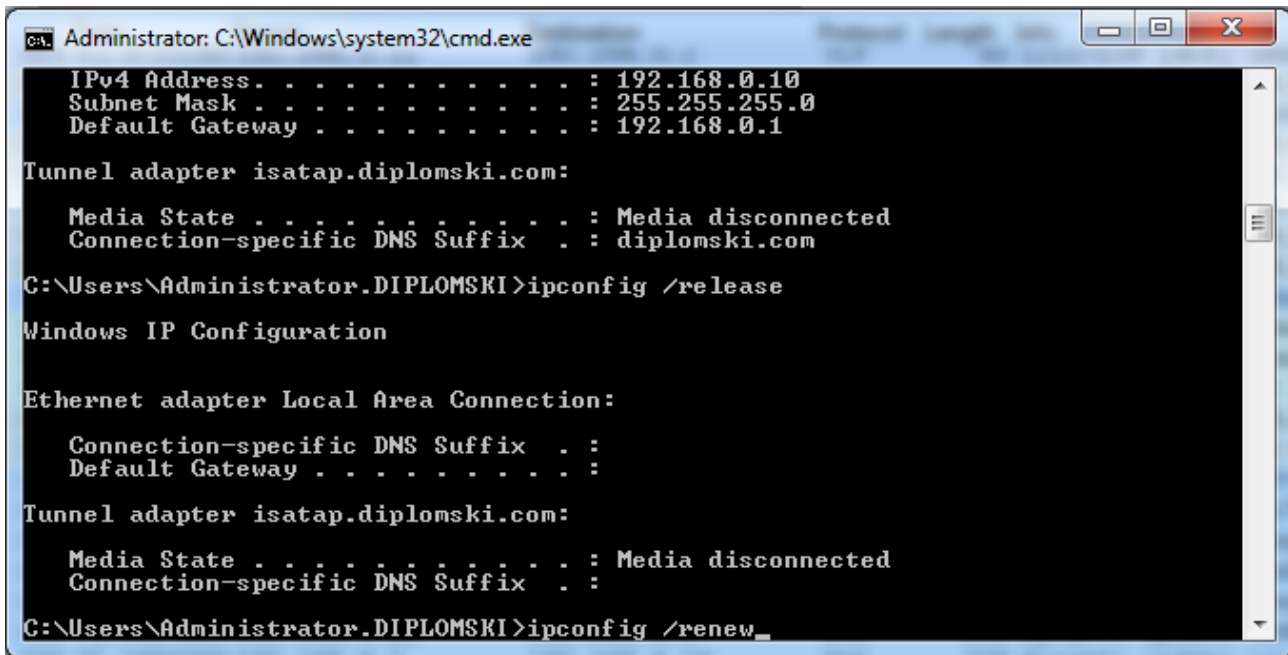 Administrator: C:\Windows\system32\cmd.exe
IPv4 Address. . . . . . . . . . . : 192.168.0.10
Subnet Mask . . . . . . . . . . . : 255.255.255.0
Default Gateway . . . . . . . . . : 192.168.0.1
Tunnel adapter isatap.diplomski.com:
Media State . . . . . . . . . . . : Media disconnected
Connection-specific DNS Suffix  . : diplomski.com
C:\Users\Administrator.DIPLOMSKI>ipconfig /release
Windows IP Configuration
Ethernet adapter Local Area Connection:
Connection-specific DNS Suffix  . :
Default Gateway . . . . . . . . . :
Tunnel adapter isatap.diplomski.com:
Media State . . . . . . . . . . . : Media disconnected
Connection-specific DNS Suffix  . :
C:\Users\Administrator.DIPLOMSKI>ipconfig /renew_